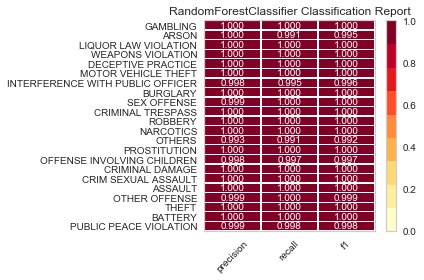 RandomForestClassifier Classification Report
GAMBLING 1.000 1.000 1.000
ARSON 1.000 0.991 0.995
LIQUOR LAW VIOLATION 1.000 1.000 1.000
WEAPONS VIOLATION 1.000 1.000 1.000
DECEPTIVE PRACTICE 1.000 1.000 1.000
MOTOR VEHICLE THEFT 1.000 1.000 1.000
INTERFERENCE WITH PUBLIC OFFICER 0.998 0.995 0.996
BURGLARY 1.000 1.000 1.000
SEX OFFENSE 0.999 1.000 1.000
CRIMINAL TRESPASS 1.000 1.000 1.000
ROBBERY 1.000 1.000 1.000
NARCOTICS 1.000 1.000 1.000
OTHERS 0.993 0.991 0.992
PROSTITUTION 1.000 1.000 1.000
OFFENSE INVOLVING CHILDREN 0.998 0.997 0.997
CRIMINAL DAMAGE 1.000 1.000 1.000
CRIM SEXUAL ASSAULT 1.000 1.000 1.000
ASSAULT 1.000 1.000 1.000
OTHER OFFENSE 0.999 1.000 0.999
THEFT 1.000 1.000 1.000
BATTERY 1.000 1.000 1.000
PUBLIC PEACE VIOLATION 0.999 0.998 0.998
precision recall f1
1.0
0.8
0.6
0.4
0.2
0.0